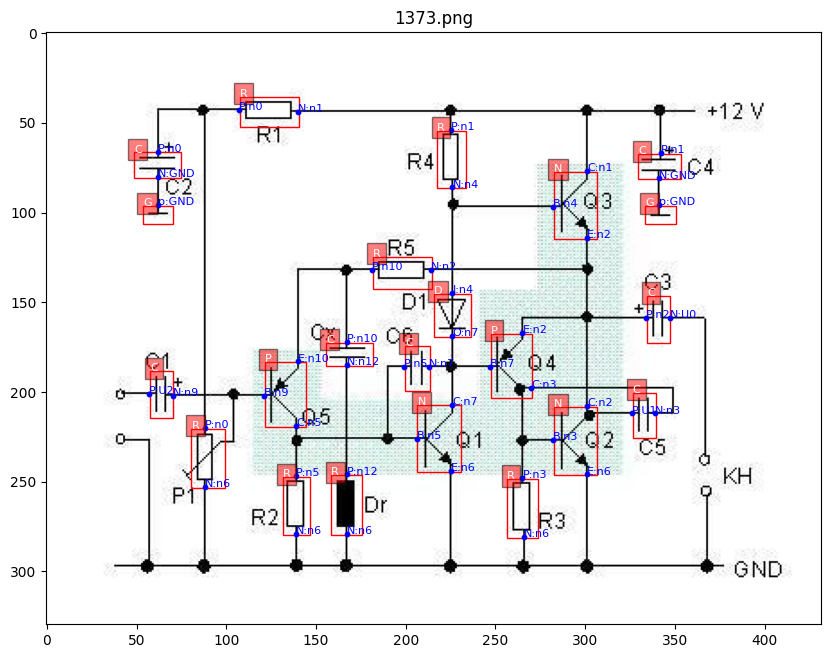 1373.png
R
P:n0
N:n1
+12 V
R1
C
P:n0
+
N:GND
C2
G
p:GND
R
P:n1
R4
N:n4
N
C:n1
B:n4
Q3
E:n2
C
P:n1
+
C4
N:GND
G
p:GND
R5
R
P:n10
N:n2
D
I:n4
D1
O:n7
C3
C
+
P:n2
N:U0
Cx
C
P:n10
N:n12
C6
C
P:n5
N:n7
P
E:n2
B:n7
Q4
C:n3
C1
C
+
P:U2
N:n9
P
E:n10
B:n9
Q5
C:n5
R
P:n0
P1
N:n6
N
C:n7
B:n5
Q1
E:n6
N
C:n8
B:n3
Q2
E:n6
C
P:U1
N:n3
C5
KH
R
P:n5
R2
N:n6
R
P:n12
Dr
N:n6
R
P:n3
R3
N:n6
GND
0
50
100
150
200
250
300
0
50
100
150
200
250
300
350
400